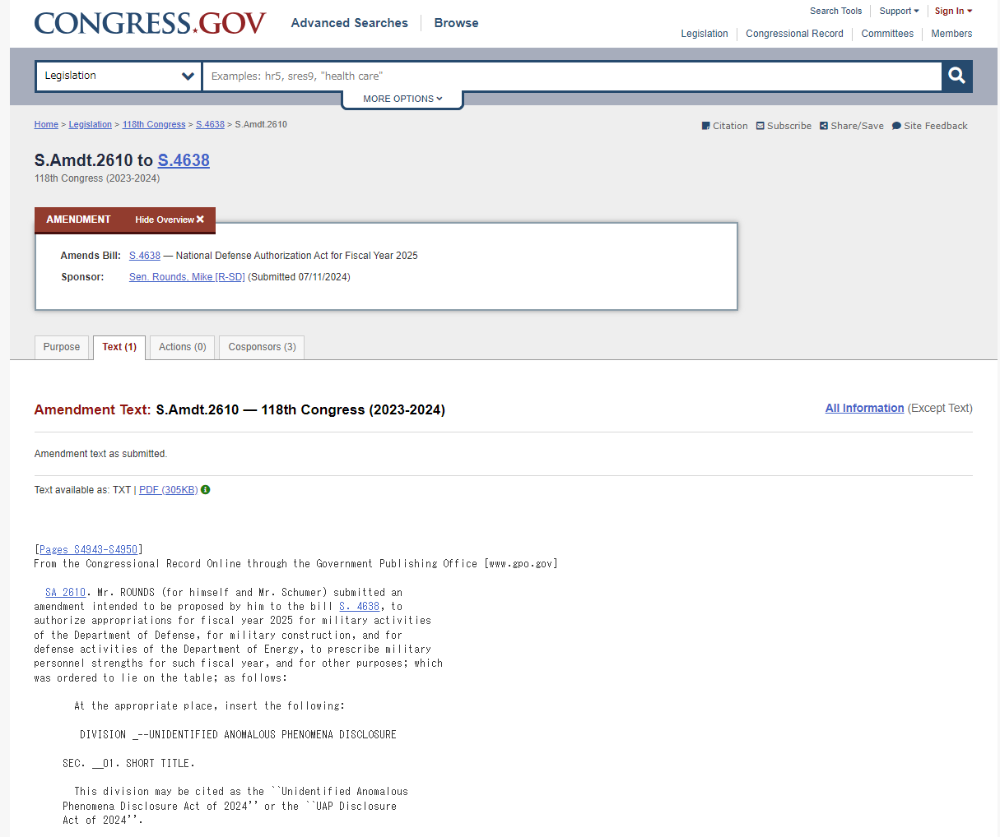 CONGRESS.GOV
Advanced Searches
Browse
Search Tools
Support
Sign In
Legislation
Congressional Record
Committees
Members
Legislation
Examples: hr5, sres9, "health care"
MORE OPTIONS
Home > Legislation > 118th Congress > S.4638 > S.Amdt.2610
Citation
Subscribe
Share/Save
Site Feedback
S.Amdt.2610 to S.4638
118th Congress (2023-2024)
AMENDMENT
Hide Overview ×
Amends Bill: S.4638 — National Defense Authorization Act for Fiscal Year 2025
Sponsor: Sen. Rounds, Mike [R-SD] (Submitted 07/11/2024)
Purpose
Text (1)
Actions (0)
Cosponsors (3)
Amendment Text: S.Amdt.2610 — 118th Congress (2023-2024)
All Information (Except Text)
Amendment text as submitted.
Text available as: TXT | PDF (305KB)
[Pages S4943-S4950]
From the Congressional Record Online through the Government Publishing Office [www.gpo.gov]
SA 2610. Mr. ROUNDS (for himself and Mr. Schumer) submitted an
amendment intended to be proposed by him to the bill S. 4638, to
authorize appropriations for fiscal year 2025 for military activities
of the Department of Defense, for military construction, and for
defense activities of the Department of Energy, to prescribe military
personnel strengths for such fiscal year, and for other purposes; which
was ordered to lie on the table; as follows:
At the appropriate place, insert the following:
DIVISION _--UNIDENTIFIED ANOMALOUS PHENOMENA DISCLOSURE
SEC. __01. SHORT TITLE.
This division may be cited as the ``Unidentified Anomalous
Phenomena Disclosure Act of 2024'' or the ``UAP Disclosure
Act of 2024''.